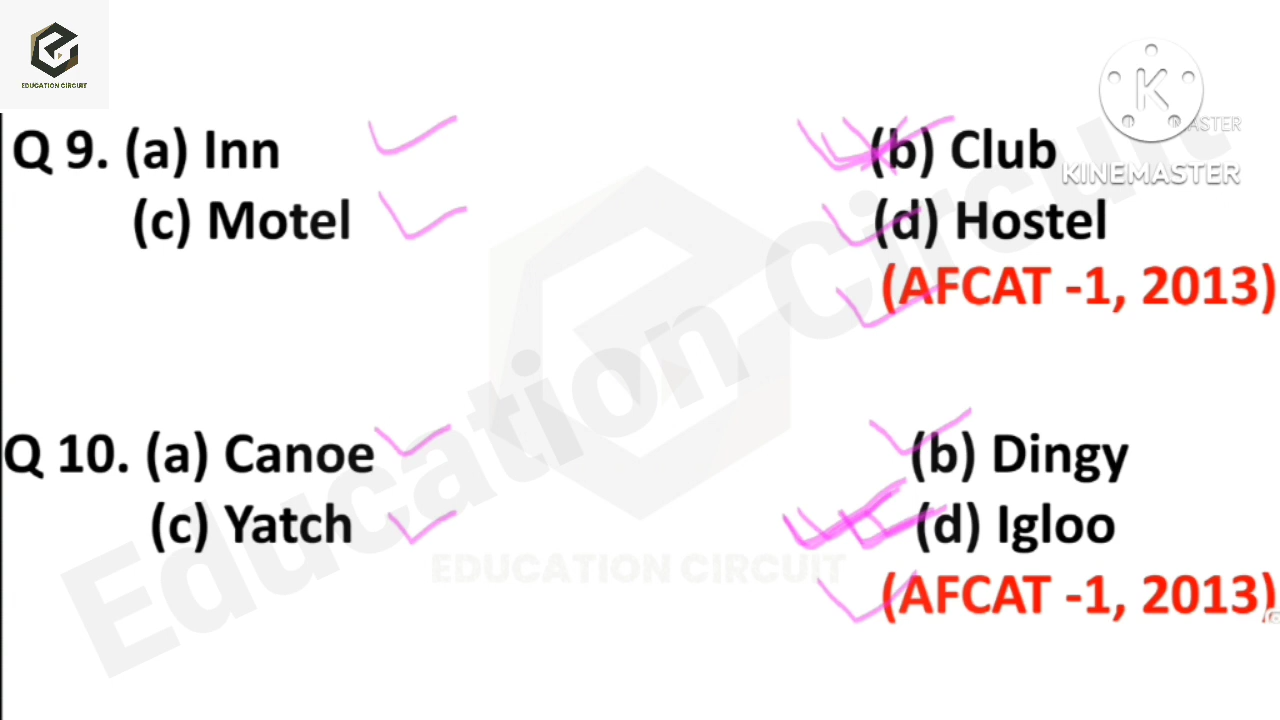 EDUCATION CIRCUIT
MASTER
KINEMASTER
Q 9. (a) Inn (b) Club
(c) Motel (d) Hostel
(AFCAT -1, 2013)
Education Circuit
Q 10. (a) Canoe (b) Dingy
(c) Yatch (d) Igloo
EDUCATION CIRCUIT
(AFCAT -1, 2013)